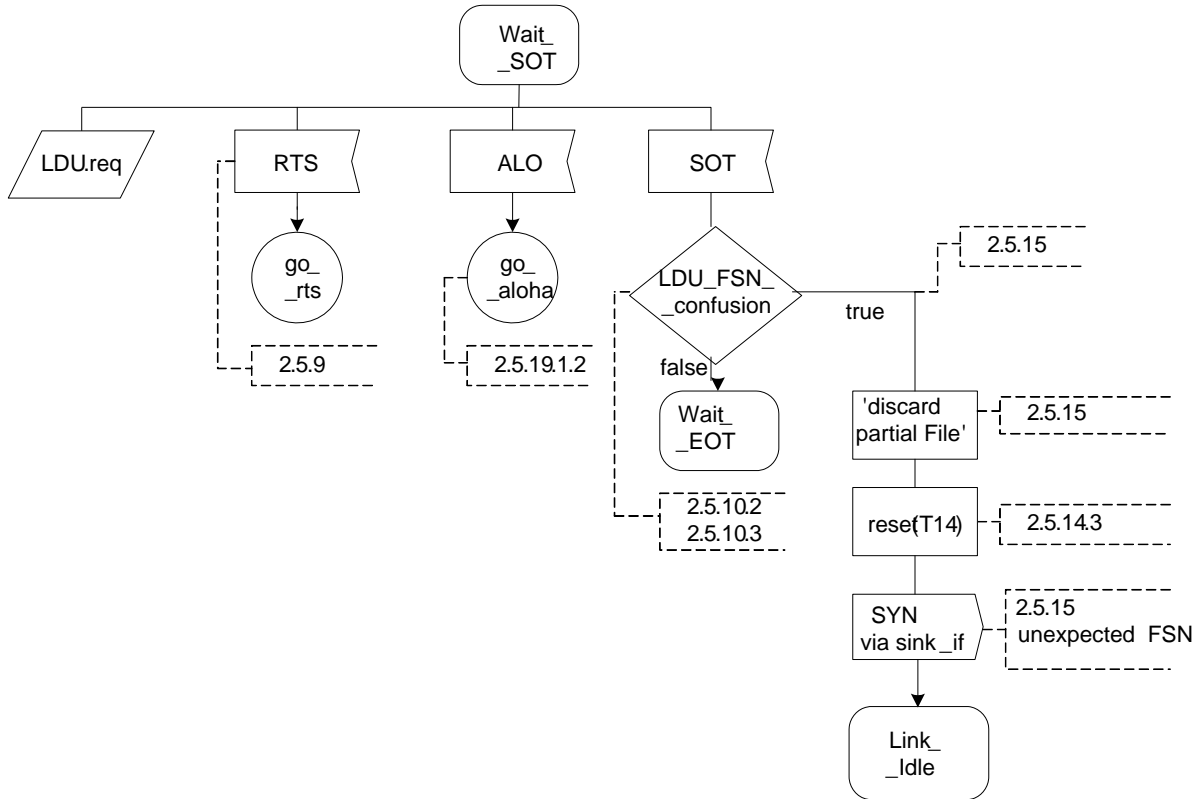 Wait_
_SOT
LDU.req
RTS
ALO
SOT
go_
_rts
go_
_aloha
LDU_FSN_
_confusion
2.5.15
true
false
2.5.9
2.5.19.1.2
Wait_
_EOT
'discard
partial File'
2.5.15
2.5.10.2
2.5.10.3
reset(T14)
2.5.14.3
SYN
via sink_if
2.5.15
unexpected FSN
Link_
_Idle